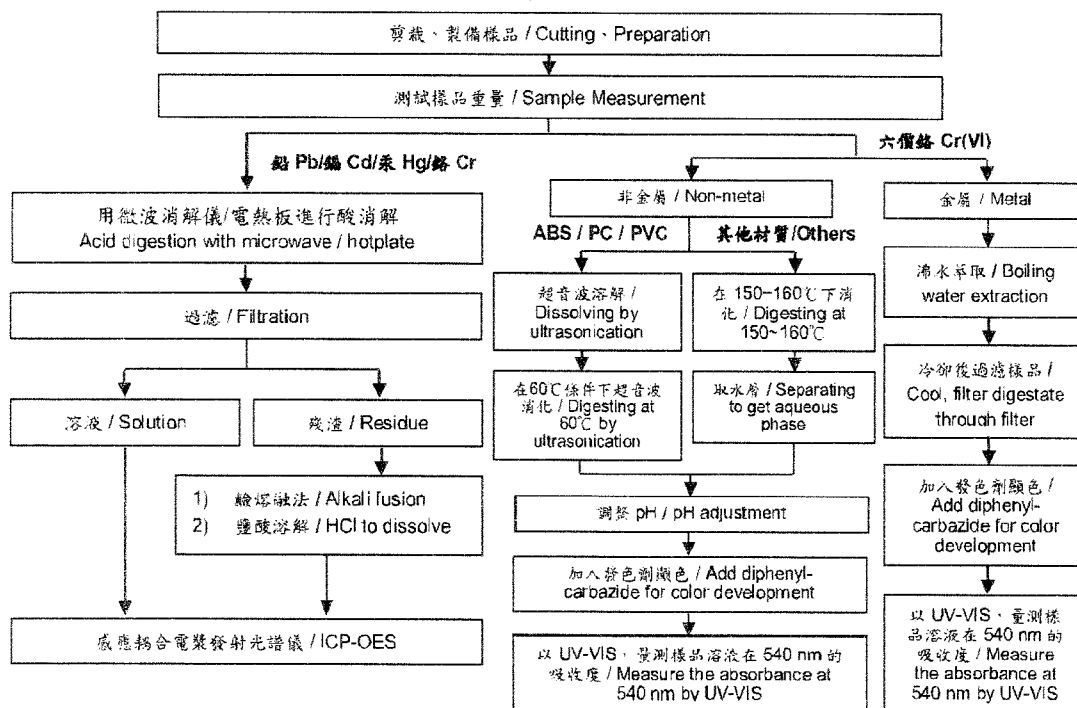 剪裁、製備樣品 / Cutting、Preparation
測試樣品重量 / Sample Measurement
鉛 Pb/鎘 Cd/汞 Hg/鉻 Cr
六價鉻 Cr(VI)
用微波消解儀/電熱板進行酸消解
Acid digestion with microwave / hotplate
過濾 / Filtration
溶液 / Solution
殘渣 / Residue
1) 鹼熔融法 / Alkali fusion
2) 鹽酸溶解 / HCl to dissolve
感應耦合電漿發射光譜儀 / ICP-OES
非金屬 / Non-metal
ABS / PC / PVC
其他材質/Others
超音波溶解 /
Dissolving by
ultrasonication
在60℃條件下超音波
消化 / Digesting at
60℃ by
ultrasonication
在 150~160℃下消
化 / Digesting at
150~160℃
取水層 / Separating
to get aqueous
phase
調整 pH / pH adjustment
加入發色劑顯色 / Add diphenyl-
carbazide for color development
以 UV-VIS、量測樣品溶液在 540 nm 的
吸收度 / Measure the absorbance at
540 nm by UV-VIS
金屬 / Metal
沸水萃取 / Boiling
water extraction
冷卻後過濾樣品 /
Cool, filter digestate
through filter
加入發色劑顯色 /
Add diphenyl-
carbazide for color
development
以 UV-VIS、量測樣
品溶液在 540 nm 的
吸收度 / Measure
the absorbance at
540 nm by UV-VIS